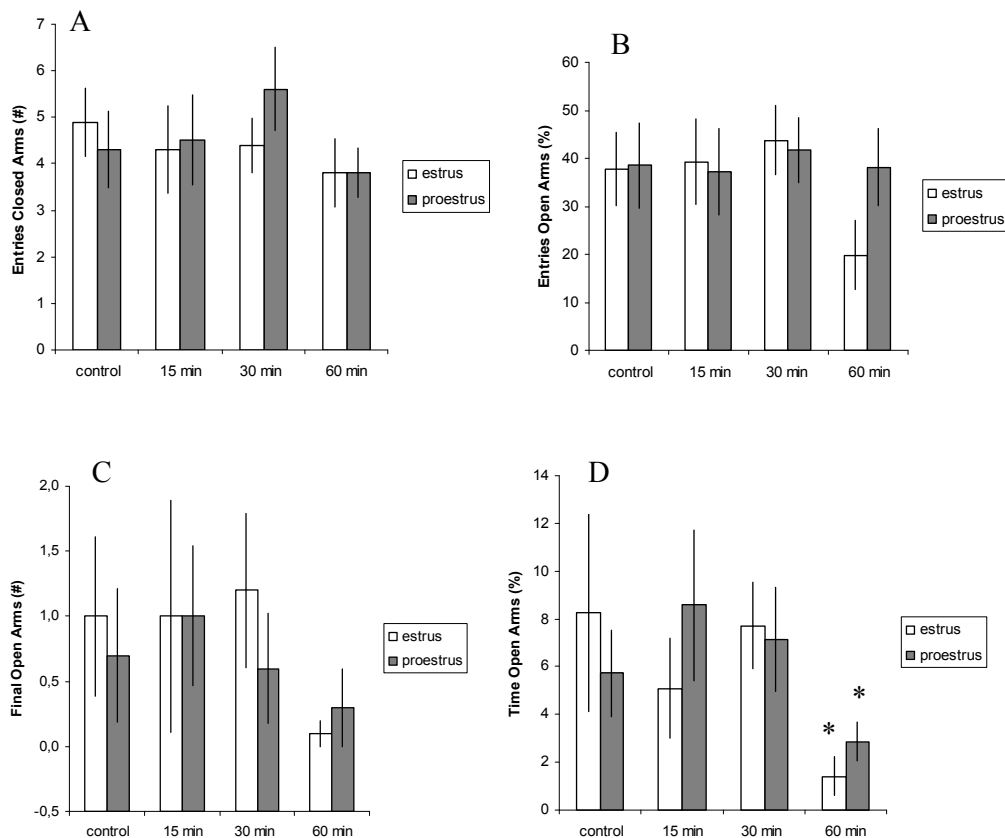 A
Entries Closed Arms (#)
7
6
5
4
3
2
1
0
control 15 min 30 min 60 min
estrus
proestrus
B
Entries Open Arms (%)
60
50
40
30
20
10
0
control 15 min 30 min 60 min
estrus
proestrus
C
Final Open Arms (#)
2,0
1,5
1,0
0,5
0,0
-0,5
control 15 min 30 min 60 min
estrus
proestrus
D
Time Open Arms (%)
14
12
10
8
6
4
2
0
* *
control 15 min 30 min 60 min
estrus
proestrus